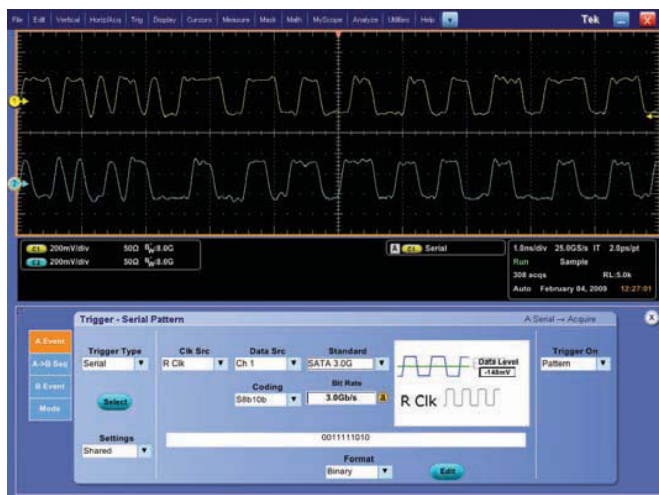 File Edit Vertical Horiz/Acq Trig Display Cursors Measure Mask Math MyScope Analyze Utilities Help Tek X
1
2
C1 200mV/div 50Ω BW:8.0G
C2 200mV/div 50Ω BW:8.0G
A C1 Serial
1.0ns/div 25.0GS/s IT 2.0ps/pt
Run Sample
308 acqs RL:5.0k
Auto February 04, 2009 12:27:01
Trigger - Serial Pattern A Serial → Acquire X
A Event
A->B Seq
B Event
Mode
Trigger Type Clk Src Data Src Standard Trigger On
Serial R Clk Ch 1 SATA 3.0G Pattern
Data Level
-148mV
Coding Bit Rate
S8b10b 3.0Gb/s a
R Clk
Select
Settings
Shared
0011111010
Format
Binary Edit